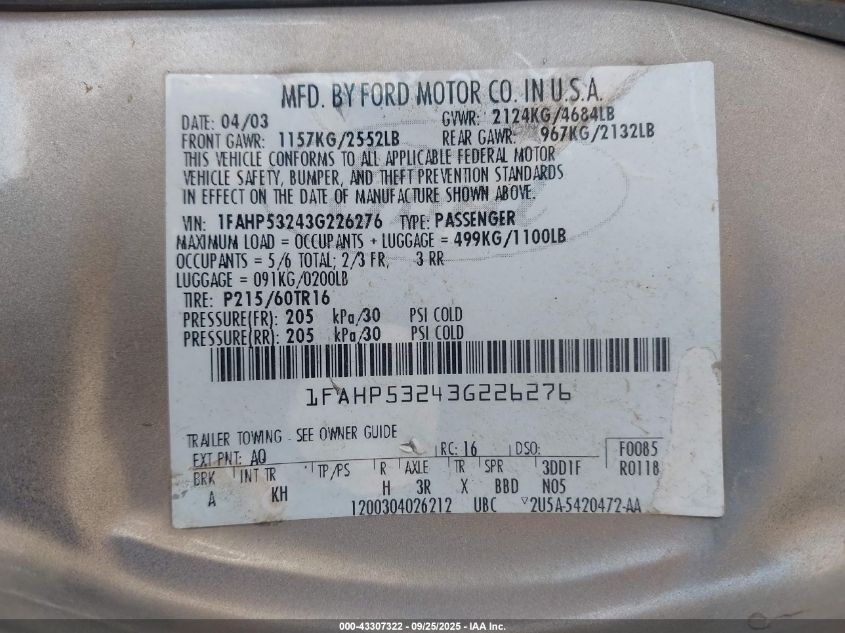 MFD. BY FORD MOTOR CO. IN U.S.A.
DATE: 04/03 GVWR: 2124KG/4684LB
FRONT GAWR: 1157KG/2552LB REAR GAWR: 967KG/2132LB
THIS VEHICLE CONFORMS TO ALL APPLICABLE FEDERAL MOTOR
VEHICLE SAFETY, BUMPER, AND THEFT PREVENTION STANDARDS
IN EFFECT ON THE DATE OF MANUFACTURE SHOWN ABOVE.
VIN: 1FAHP53243G226276 TYPE: PASSENGER
MAXIMUM LOAD = OCCUPANTS + LUGGAGE = 499KG/1100LB
OCCUPANTS = 5/6 TOTAL; 2/3 FR, 3 RR
LUGGAGE = 091KG/0200LB
TIRE: P215/60TR16
PRESSURE(FR): 205 kPa/30 PSI COLD
PRESSURE(RR): 205 kPa/30 PSI COLD
1FAHP53243G226276
TRAILER TOWING - SEE OWNER GUIDE
EXT PNT: AQ RC: 16 DSO: F0085
BRK INT TR TP/PS R AXLE TR SPR 3DD1F R0118
A KH H 3R X BBD N05
1200304026212 UBC 2U5A-5420472-AA
000-43307322 - 09/25/2025 - IAA Inc.